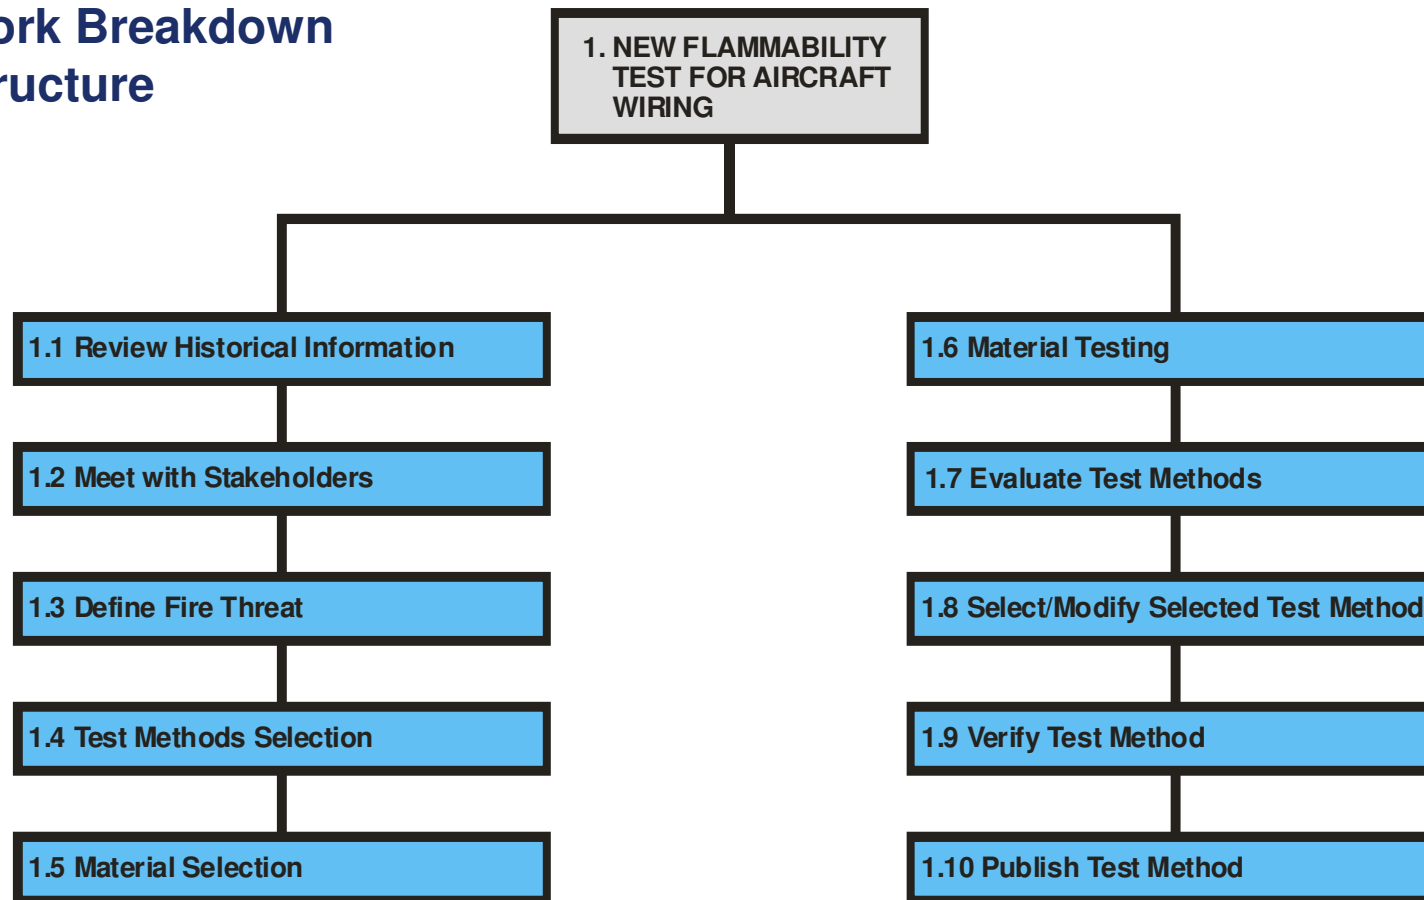 ork Breakdown
ructure
1. NEW FLAMMABILITY
TEST FOR AIRCRAFT
WIRING
1.1 Review Historical Information
1.2 Meet with Stakeholders
1.3 Define Fire Threat
1.4 Test Methods Selection
1.5 Material Selection
1.6 Material Testing
1.7 Evaluate Test Methods
1.8 Select/Modify Selected Test Method
1.9 Verify Test Method
1.10 Publish Test Method